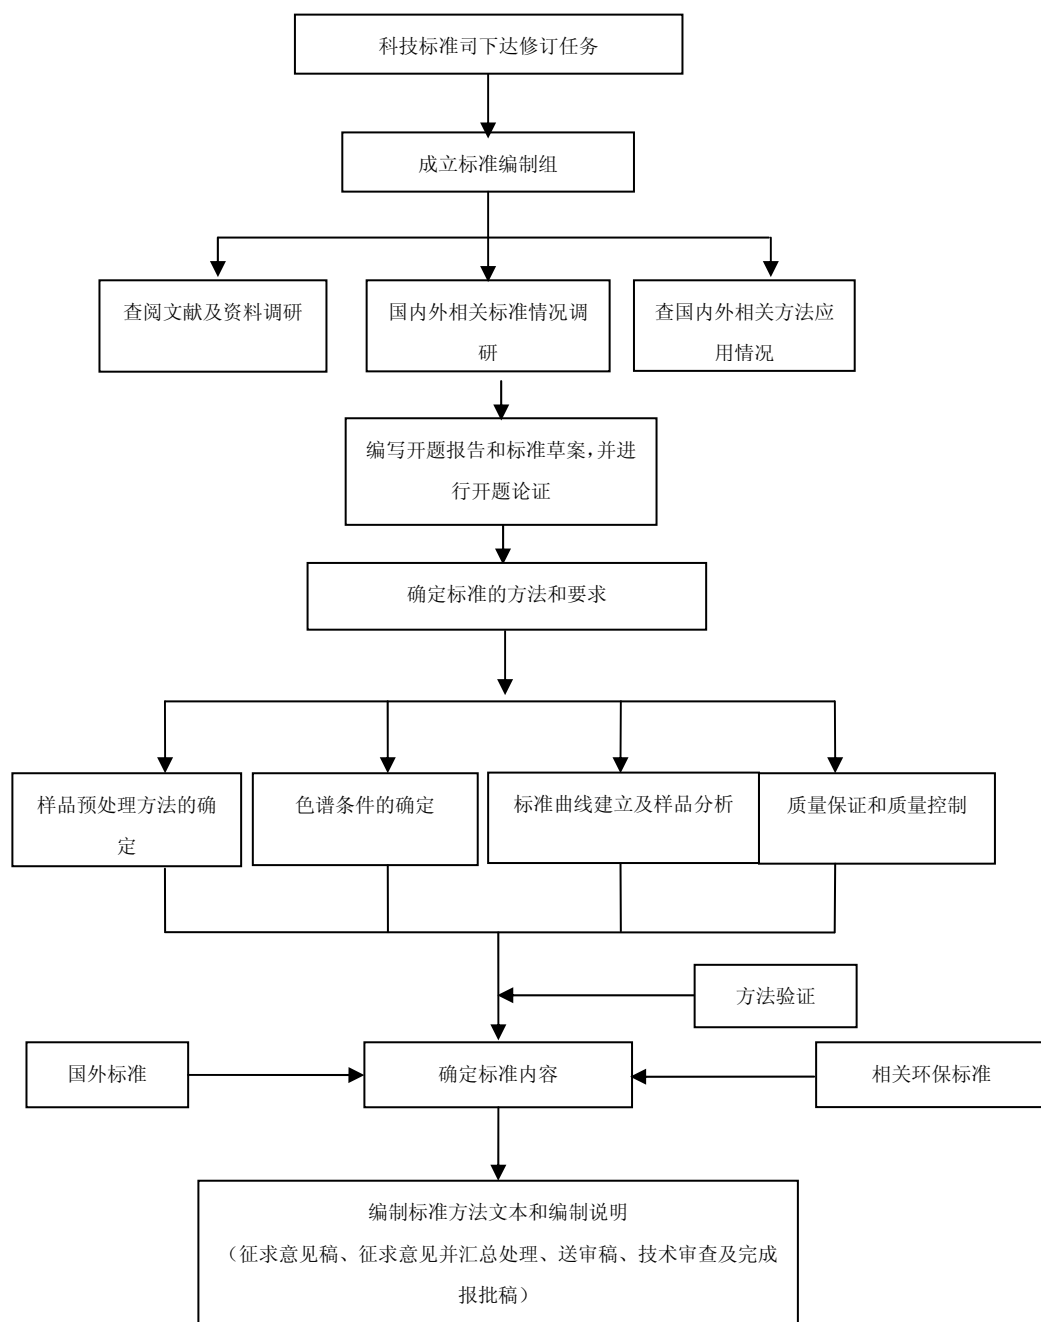 科技标准司下达修订任务
成立标准编制组
查阅文献及资料调研
国内外相关标准情况调
研
查国内外相关方法应
用情况
编写开题报告和标准草案,并进
行开题论证
确定标准的方法和要求
样品预处理方法的确
定
色谱条件的确定
标准曲线建立及样品分析
质量保证和质量控制
方法验证
国外标准
确定标准内容
相关环保标准
编制标准方法文本和编制说明
（征求意见稿、征求意见并汇总处理、送审稿、技术审查及完成
报批稿）